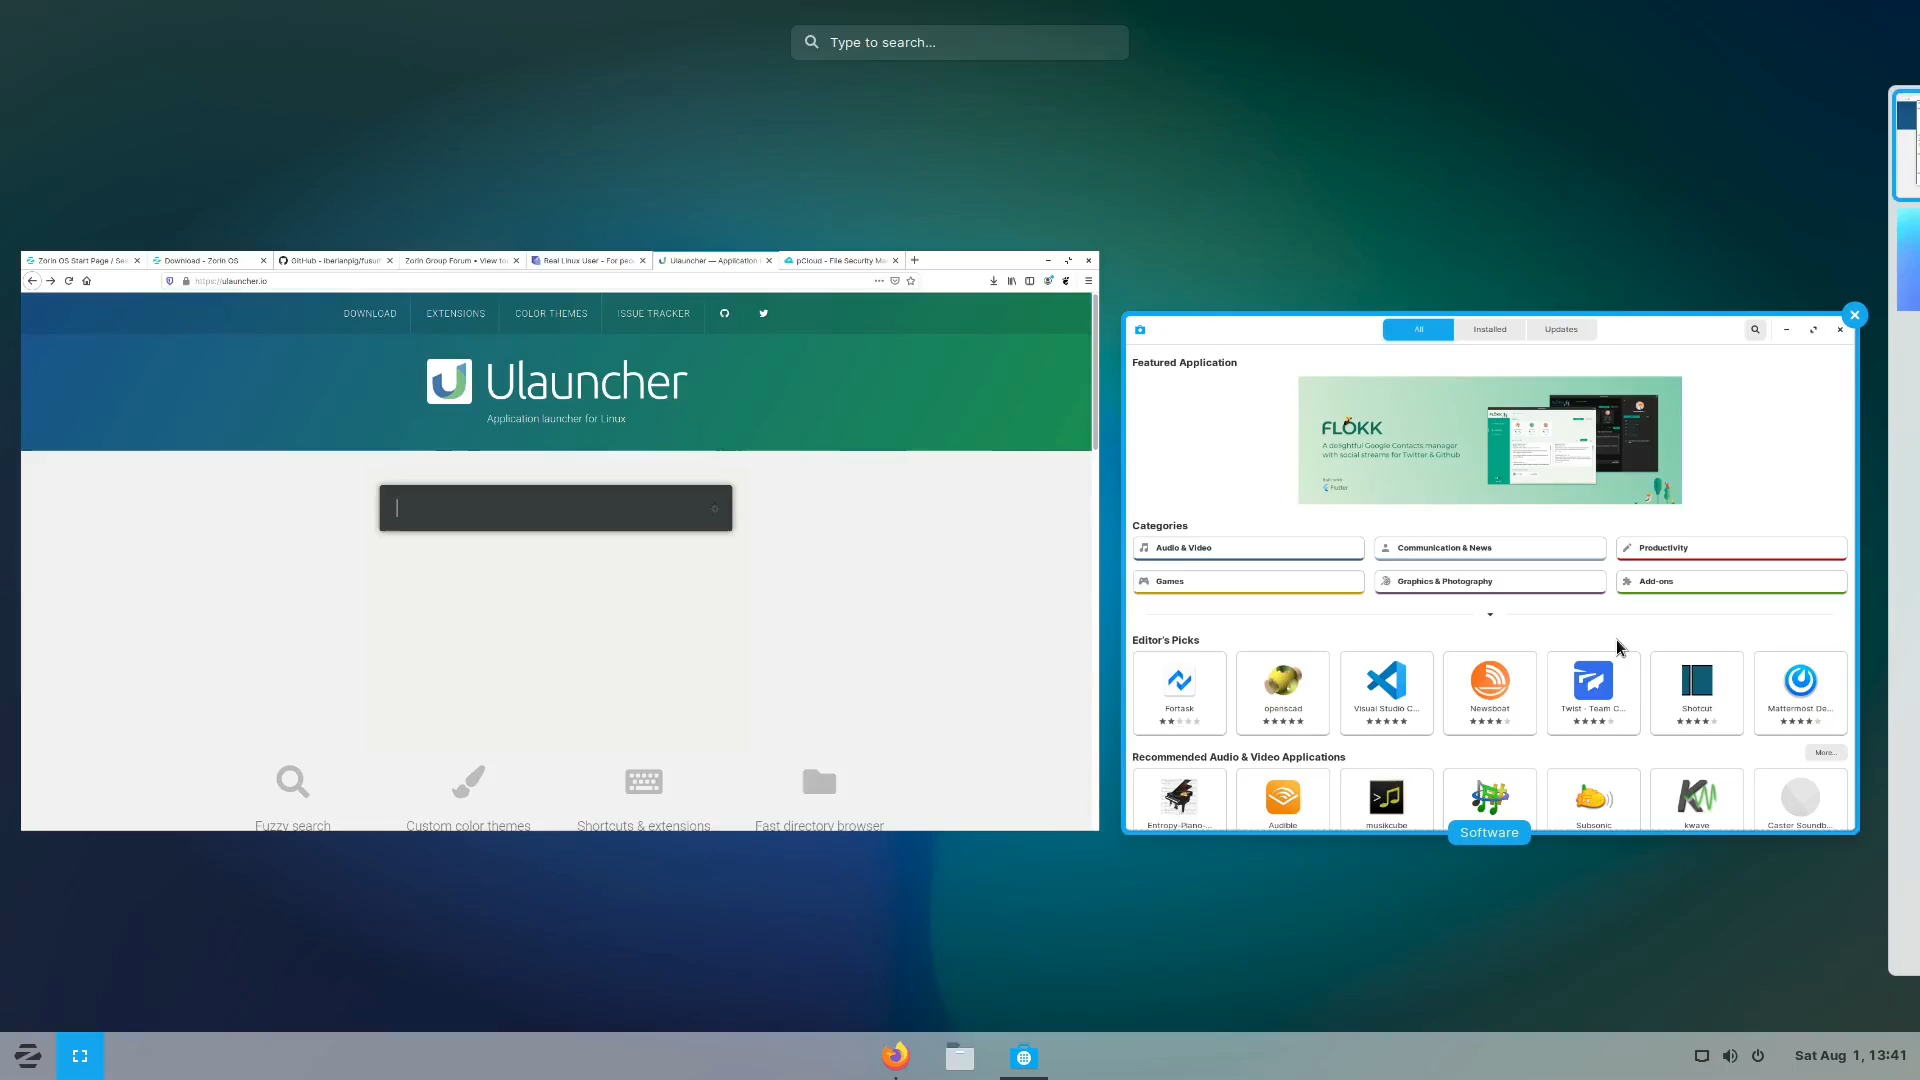 Type to search...
Zorin OS Start Page / Se
Download - Zorin OS
GitHub - iberianpig/fusum
Zorin Group Forum • View to
Real Linux User - For peo
Ulauncher — Application
pCloud - File Security Ma
https://ulauncher.io
DOWNLOAD
EXTENSIONS
COLOR THEMES
ISSUE TRACKER
Ulauncher
Application launcher for Linux
Fuzzy search
Custom color themes
Shortcuts & extensions
Fast directory browser
All
Installed
Updates
Featured Application
FLOKK
A delightful Google Contacts manager
with social streams for Twitter & Github
Built with
Flutter
Categories
Audio & Video
Communication & News
Productivity
Games
Graphics & Photography
Add-ons
Editor's Picks
Fortask
openscad
Visual Studio C...
Newsboat
Twist - Team C...
Shotcut
Mattermost De...
Recommended Audio & Video Applications
More...
Entropy-Piano-...
Audible
musikcube
Subsonic
kwave
Caster Soundb...
Software
Sat Aug 1, 13:41